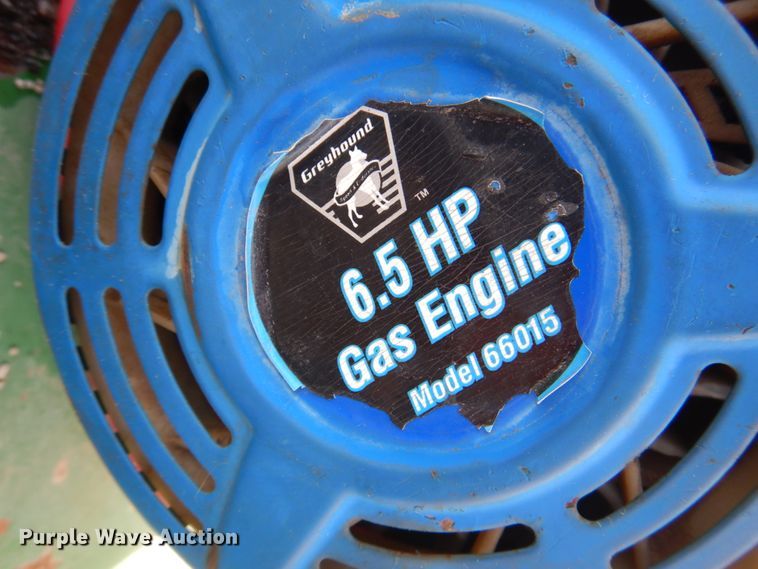 Greyhound
TM
6.5 HP
Gas Engine
Model 66015
Purple Wave Auction